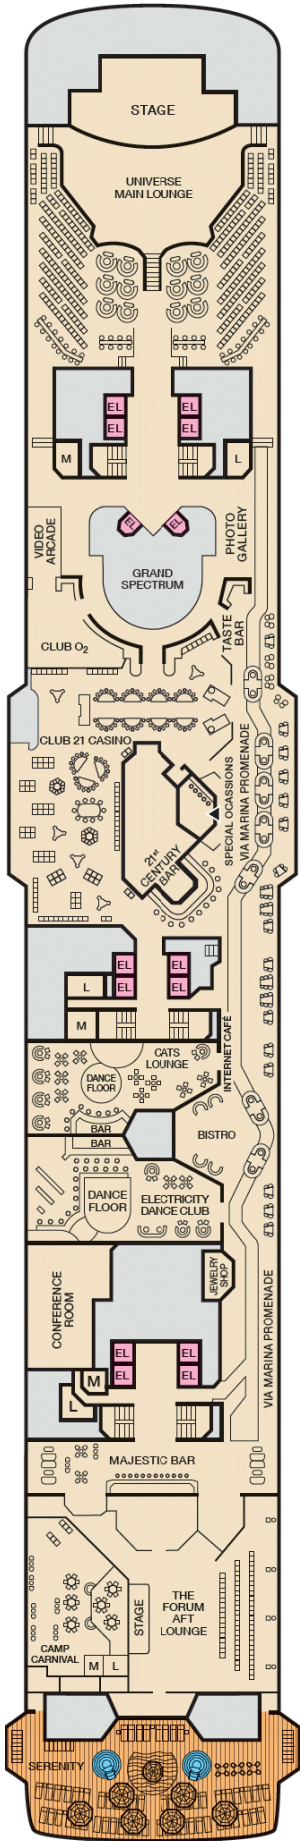 STAGE
UNIVERSE
MAIN LOUNGE
EL
EL
EL
EL
M
L
VIDEO
ARCADE
EL
EL
PHOTO
GALLERY
GRAND
SPECTRUM
TASTE
BAR
CLUB O2
CLUB 21 CASINO
SPECIAL OCASSIONS
VIA MARINA PROMENADE
21st
CENTURY
BAR
EL
EL
EL
EL
L
M
INTERNET CAFÉ
CATS
LOUNGE
DANCE
FLOOR
BAR
BAR
BISTRO
DANCE
FLOOR
ELECTRICITY
DANCE CLUB
CONFERENCE
ROOM
JEWELRY
SHOP
VIA MARINA PROMENADE
EL
EL
EL
EL
M
L
MAJESTIC BAR
STAGE
THE
FORUM
AFT
LOUNGE
CAMP
CARNIVAL
M
L
SERENITY